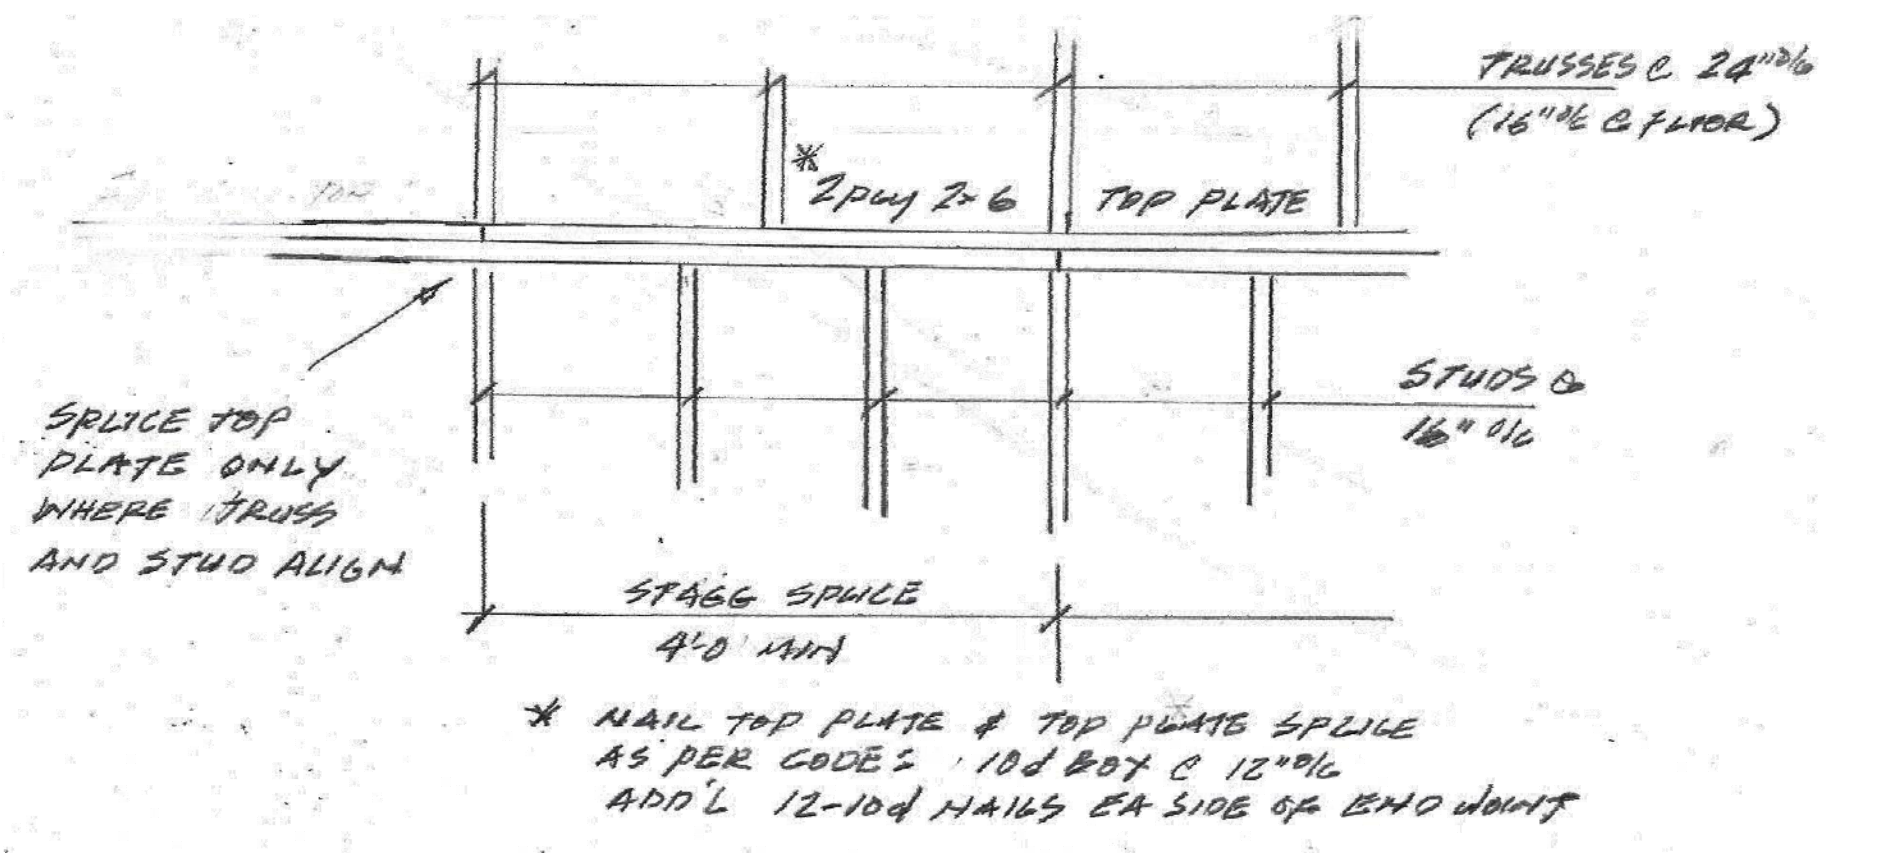 TRUSSES @ 24" O/C
(16" O/C @ FLOOR)
* 2 PLY 2x6 TOP PLATE
STUDS @
16" O/C
SPLICE TOP
PLATE ONLY
WHERE TRUSS
AND STUD ALIGN
STAGG SPLICE
4'-0" MIN
* NAIL TOP PLATE & TOP PLATE SPLICE
AS PER CODE: 10d BOX @ 12" O/C
ADD'L 12-10d NAILS EA SIDE OF END JOINT